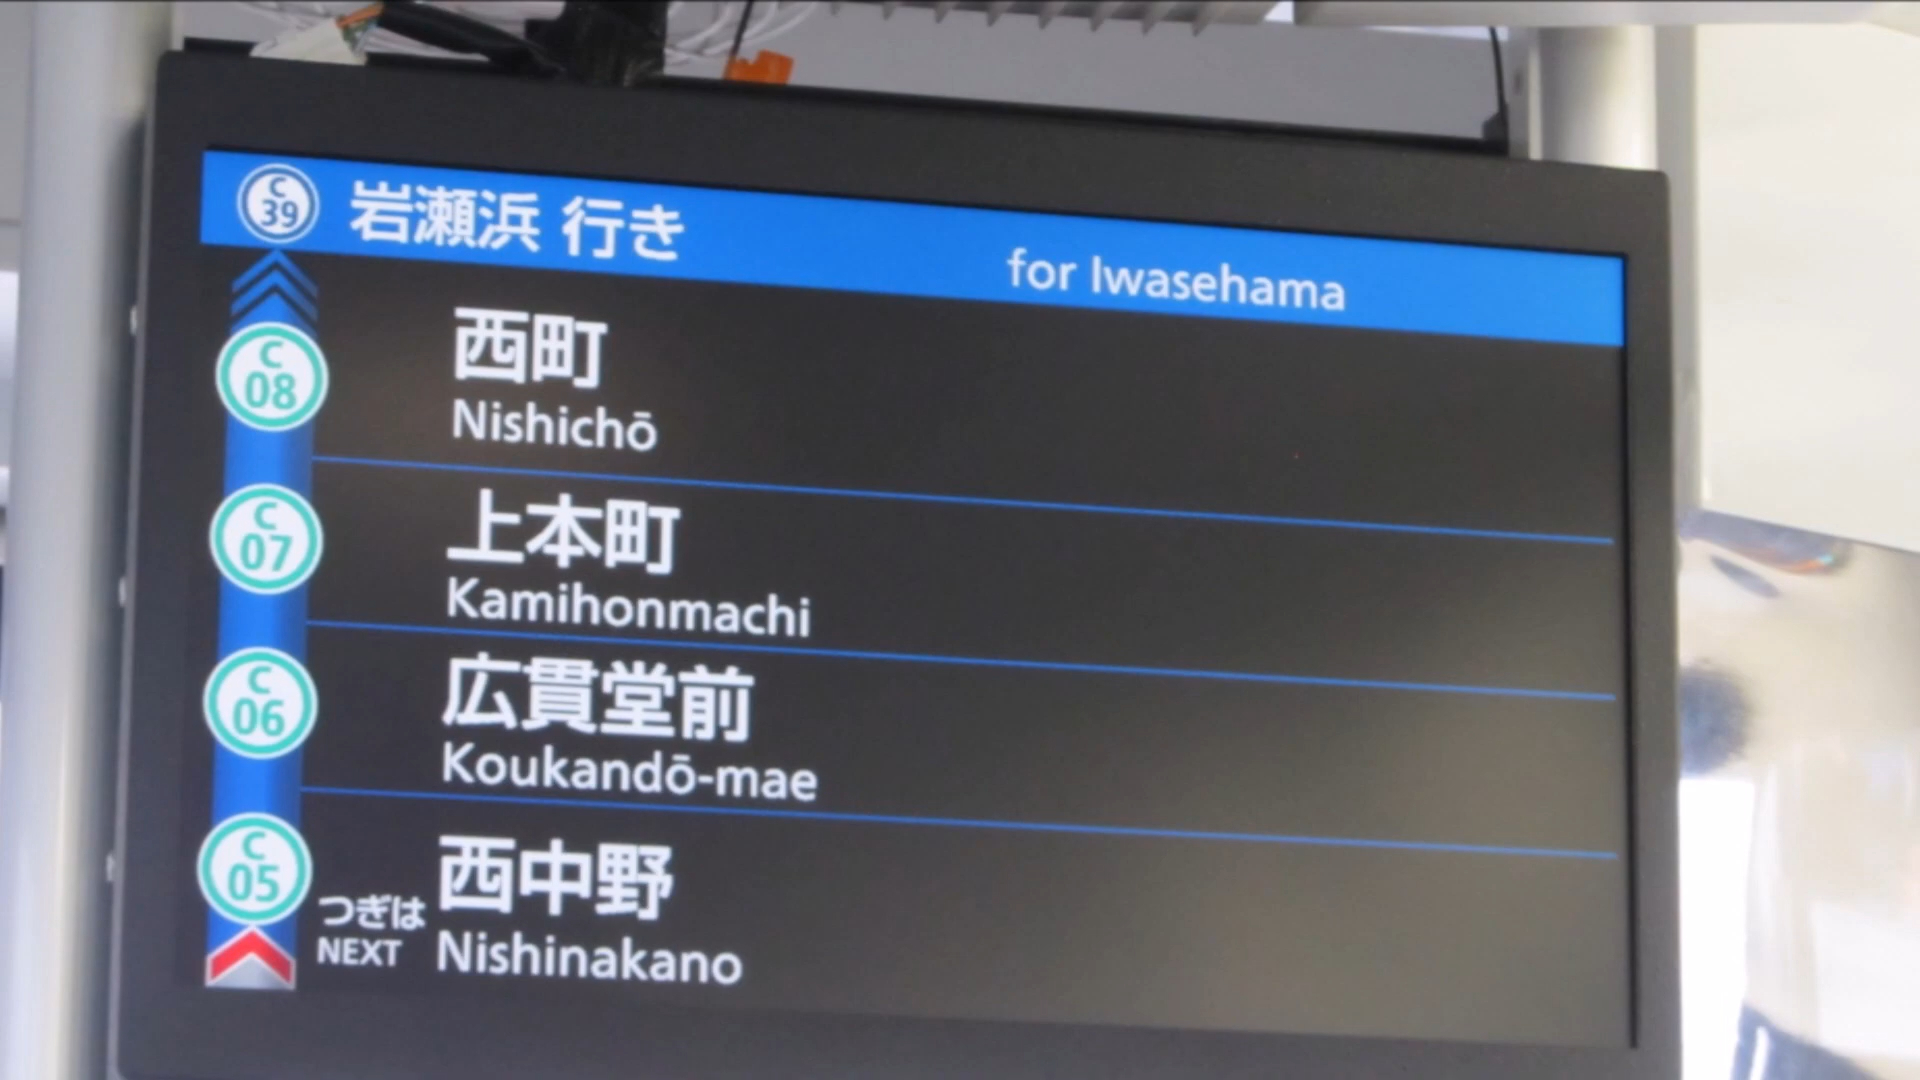 C
39
岩瀬浜 行き
for Iwasehama
C
08
西町
Nishichō
C
07
上本町
Kamihonmachi
C
06
広貫堂前
Koukandō-mae
C
05
つぎは
NEXT
西中野
Nishinakano